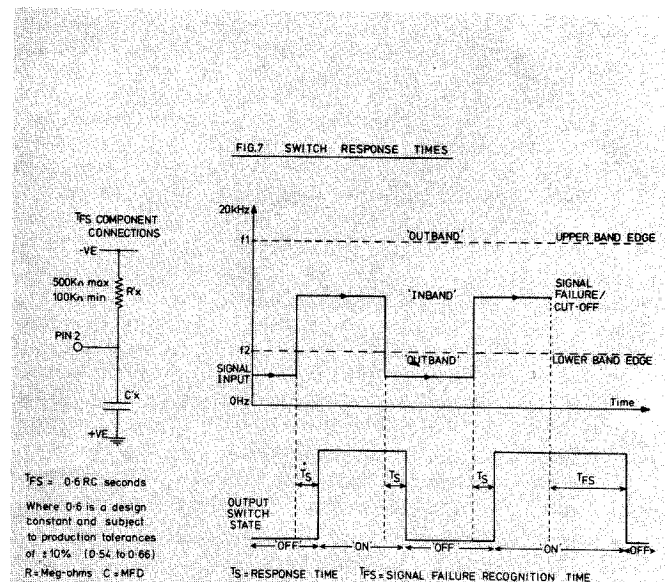 FIG.7 SWITCH RESPONSE TIMES
TFS COMPONENT
CONNECTIONS
-VE
500KΩ max
100KΩ min
R'x
PIN 2
C'x
+VE
TFS = 0·6 RC seconds
Where 0·6 is a design
constant and subject
to production tolerances
of ±10% (0·54 to 0·66)
R=Meg-ohms C=MFD
20kHz
f1
'OUTBAND'
UPPER BAND EDGE
'INBAND'
SIGNAL
FAILURE/
CUT-OFF
f2
'OUTBAND'
LOWER BAND EDGE
SIGNAL
INPUT
0Hz
Time
TS
TS
TS
TFS
OUTPUT
SWITCH
STATE
'OFF'
'ON'
'OFF'
'ON'
'OFF'
TS=RESPONSE TIME TFS=SIGNAL FAILURE RECOGNITION TIME